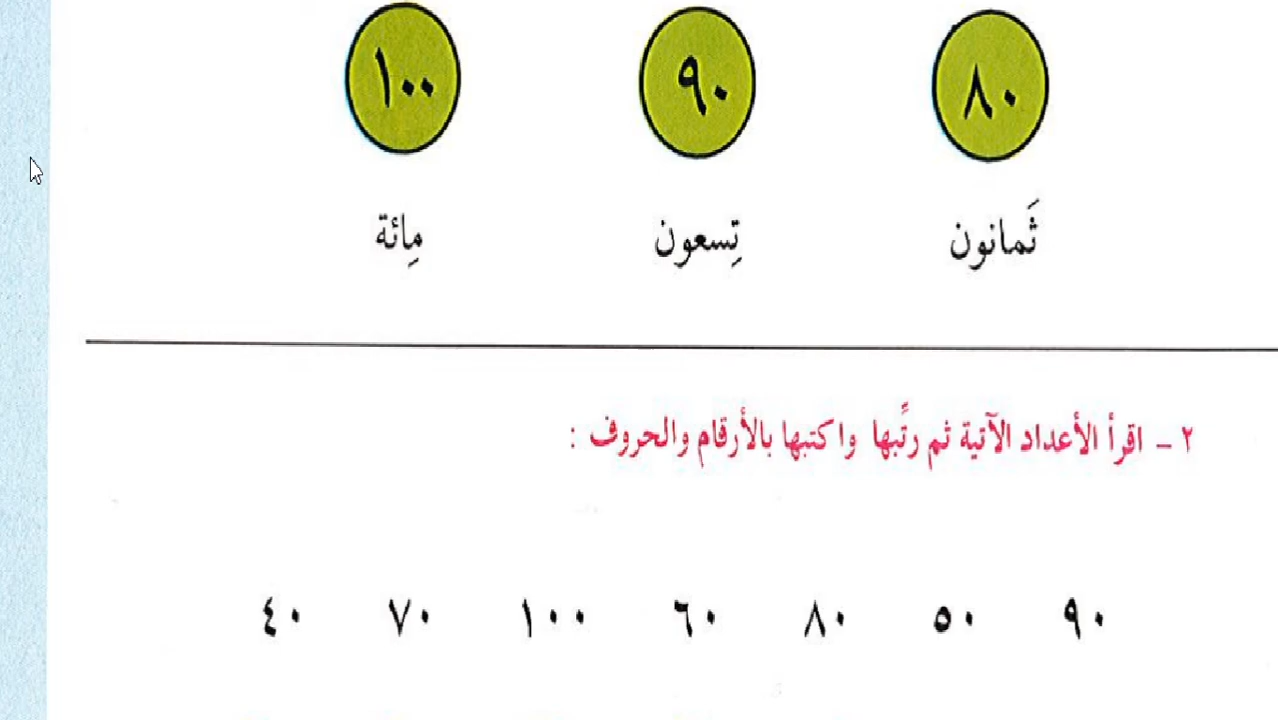 ٨٠ ٩٠ ١٠٠
ثَمانون تِسعون مِائة
٢ – اقرأ الأعداد الآتية ثم رتِّبها واكتبها بالأرقام والحروف :
٩٠ ٥٠ ٨٠ ٦٠ ١٠٠ ٧٠ ٤٠